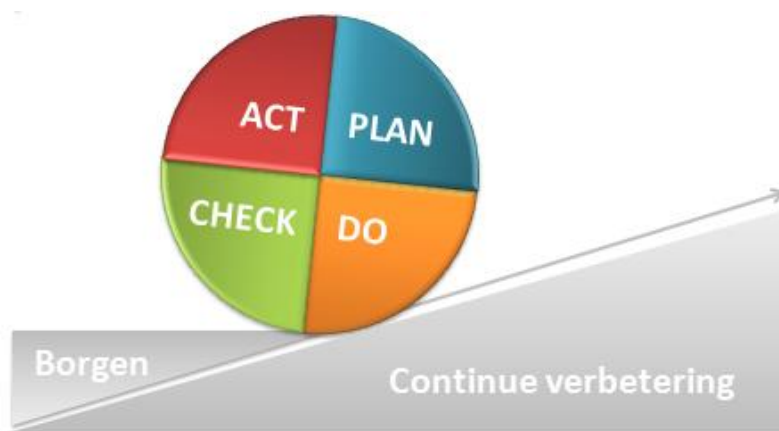 ACT
PLAN
CHECK
DO
Borgen
Continue verbetering